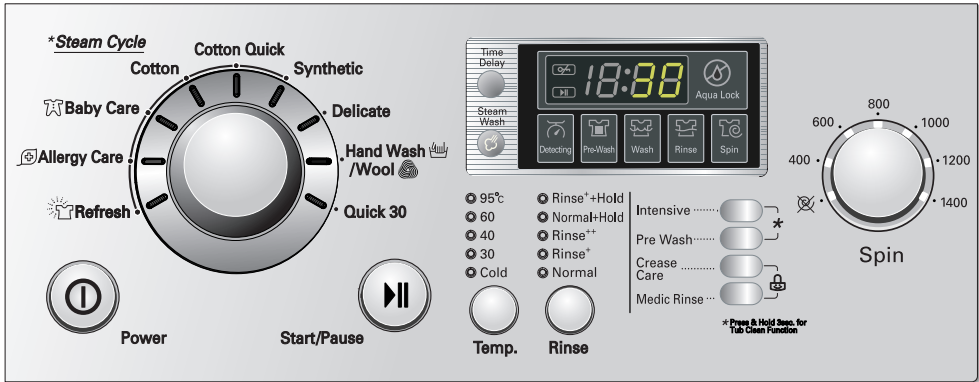 *Steam Cycle
Cotton Quick
Cotton
Synthetic
Baby Care
Delicate
Allergy Care
Hand Wash
/Wool
Refresh
Quick 30
Power
Start/Pause
Time
Delay
Steam
Wash
18:30
Aqua Lock
Detecting
Pre-Wash
Wash
Rinse
Spin
95°c
60
40
30
Cold
Temp.
Rinse⁺+Hold
Normal+Hold
Rinse⁺⁺
Rinse⁺
Normal
Rinse
Intensive
Pre Wash
Crease
Care
Medic Rinse
*
* Press & Hold 3sec. for
Tub Clean Function
400
600
800
1000
1200
1400
Spin